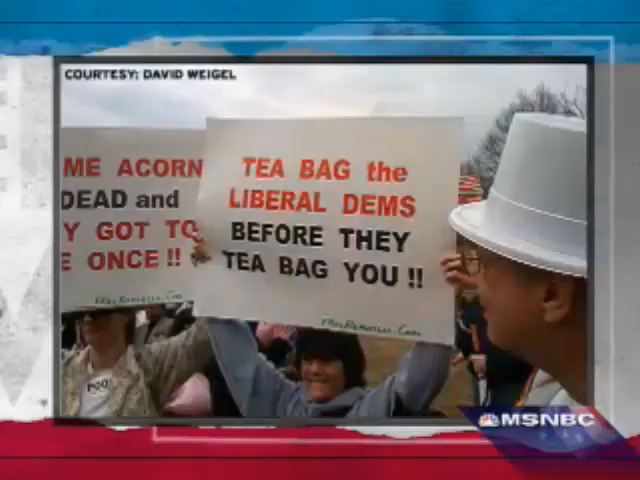 COURTESY: DAVID WEIGEL
ME ACORN
DEAD and
Y GOT TO
E ONCE !!
TEA BAG the
LIBERAL DEMS
BEFORE THEY
TEA BAG YOU !!
POO
MSNBC